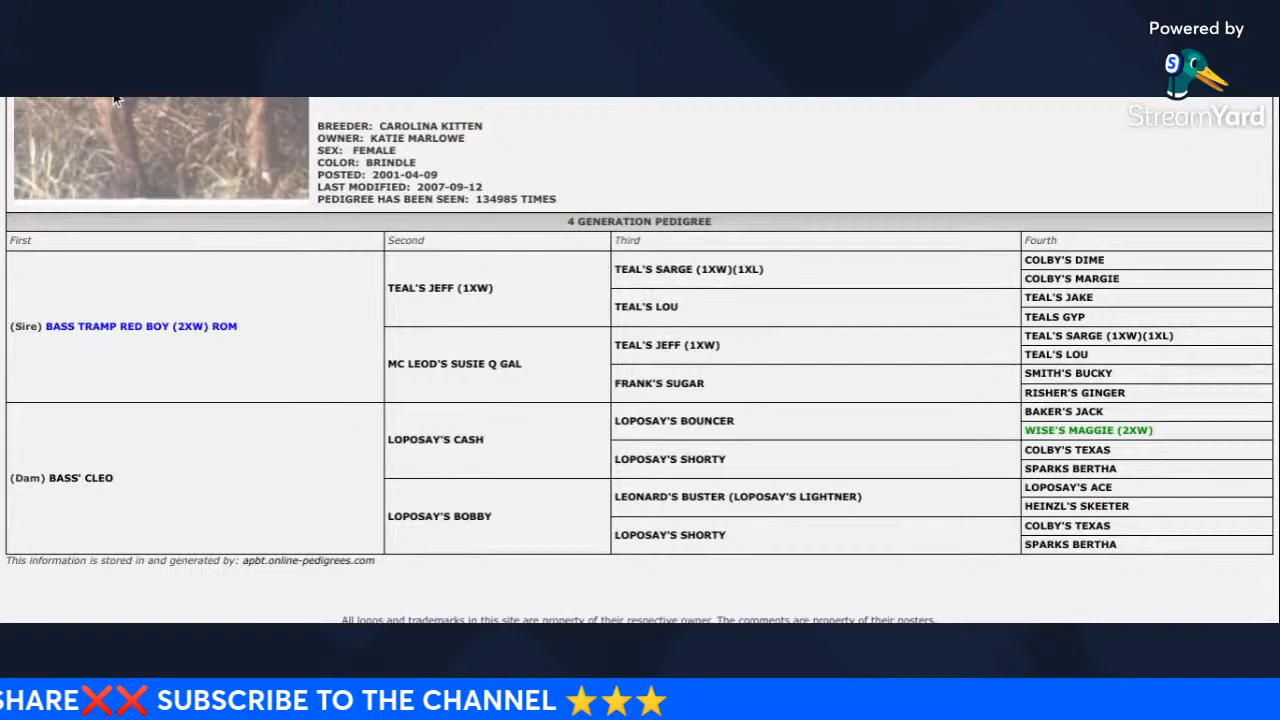 Powered by
S
StreamYard
BREEDER: CAROLINA KITTEN
OWNER: KATIE MARLOWE
SEX: FEMALE
COLOR: BRINDLE
POSTED: 2001-04-09
LAST MODIFIED: 2007-09-12
PEDIGREE HAS BEEN SEEN: 134985 TIMES
4 GENERATION PEDIGREE
First Second Third Fourth
(Sire) BASS TRAMP RED BOY (2XW) ROM
TEAL'S JEFF (1XW)
TEAL'S SARGE (1XW)(1XL)
COLBY'S DIME
COLBY'S MARGIE
TEAL'S LOU
TEAL'S JAKE
TEALS GYP
MC LEOD'S SUSIE Q GAL
TEAL'S JEFF (1XW)
TEAL'S SARGE (1XW)(1XL)
TEAL'S LOU
FRANK'S SUGAR
SMITH'S BUCKY
RISHER'S GINGER
(Dam) BASS' CLEO
LOPOSAY'S CASH
LOPOSAY'S BOUNCER
BAKER'S JACK
WISE'S MAGGIE (2XW)
LOPOSAY'S SHORTY
COLBY'S TEXAS
SPARKS BERTHA
LOPOSAY'S BOBBY
LEONARD'S BUSTER (LOPOSAY'S LIGHTNER)
LOPOSAY'S ACE
HEINZL'S SKEETER
LOPOSAY'S SHORTY
COLBY'S TEXAS
SPARKS BERTHA
This information is stored in and generated by: apbt.online-pedigrees.com
All logos and trademarks in this site are property of their respective owner. The comments are property of their posters.
SHARE❌❌ SUBSCRIBE TO THE CHANNEL ⭐⭐⭐